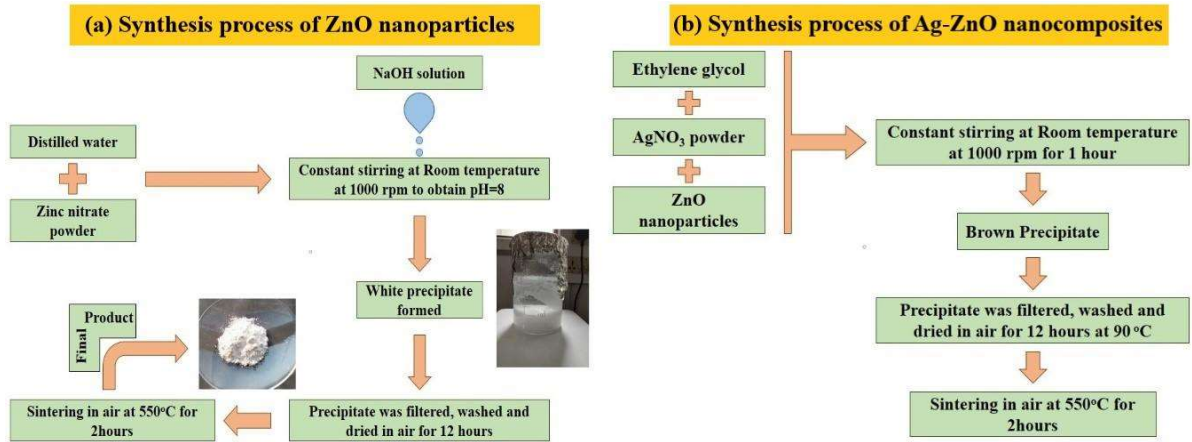 (a) Synthesis process of ZnO nanoparticles
NaOH solution
Distilled water
Zinc nitrate
powder
Constant stirring at Room temperature
at 1000 rpm to obtain pH=8
White precipitate
formed
Precipitate was filtered, washed and
dried in air for 12 hours
Sintering in air at 550°C for
2hours
Final
Product
(b) Synthesis process of Ag-ZnO nanocomposites
Ethylene glycol
AgNO₃ powder
ZnO
nanoparticles
Constant stirring at Room temperature
at 1000 rpm for 1 hour
Brown Precipitate
Precipitate was filtered, washed and
dried in air for 12 hours at 90 °C
Sintering in air at 550°C for
2hours